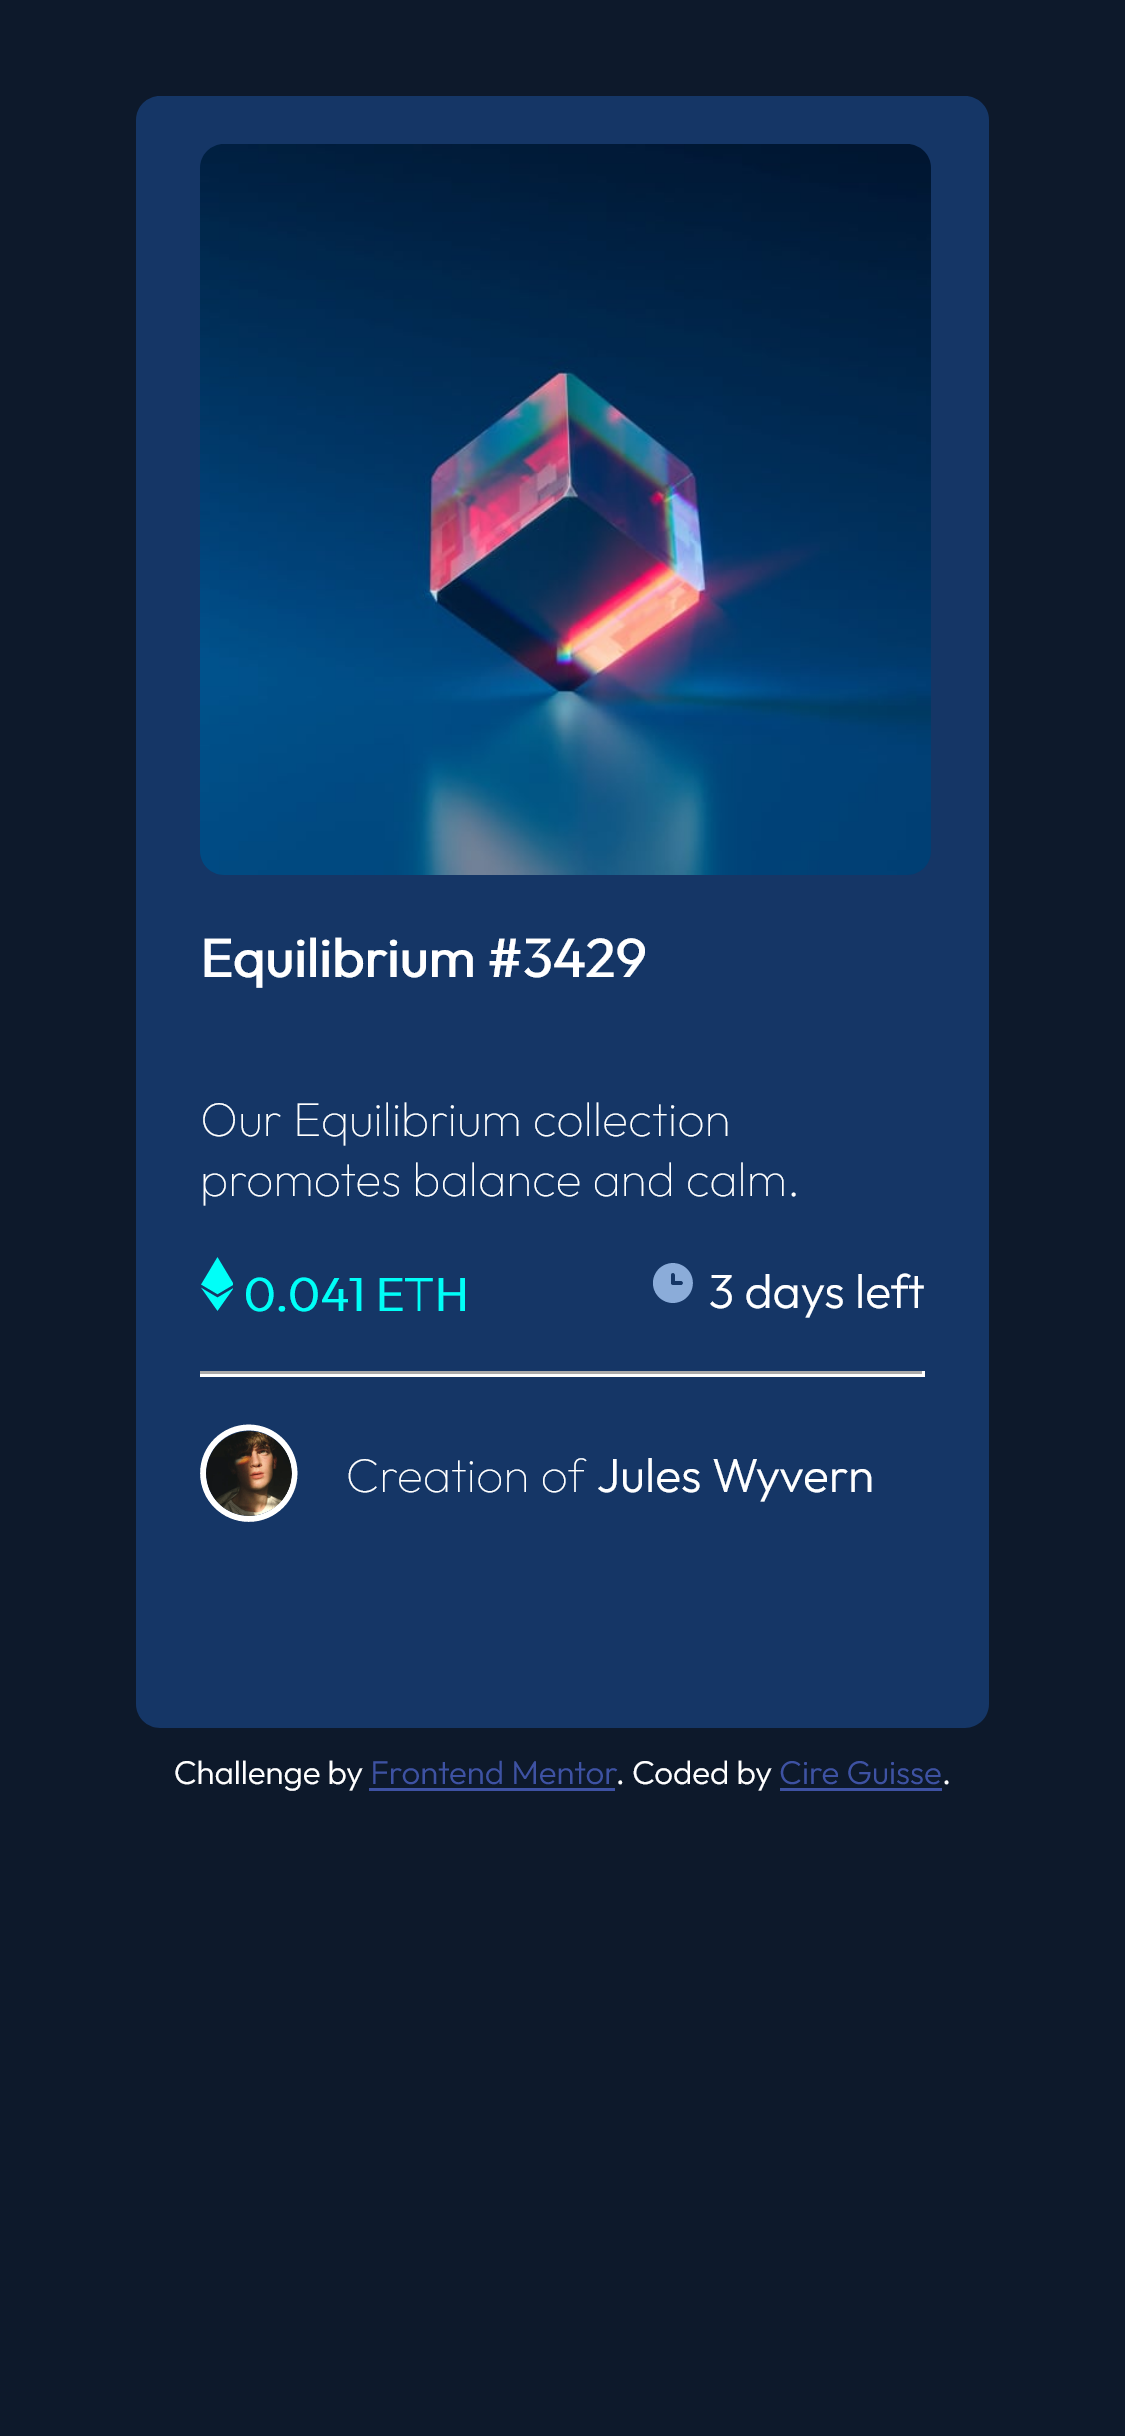 Equilibrium #3429
Our Equilibrium collection
promotes balance and calm.
0.041 ETH
3 days left
Creation of Jules Wyvern
Challenge by Frontend Mentor. Coded by Cire Guisse.